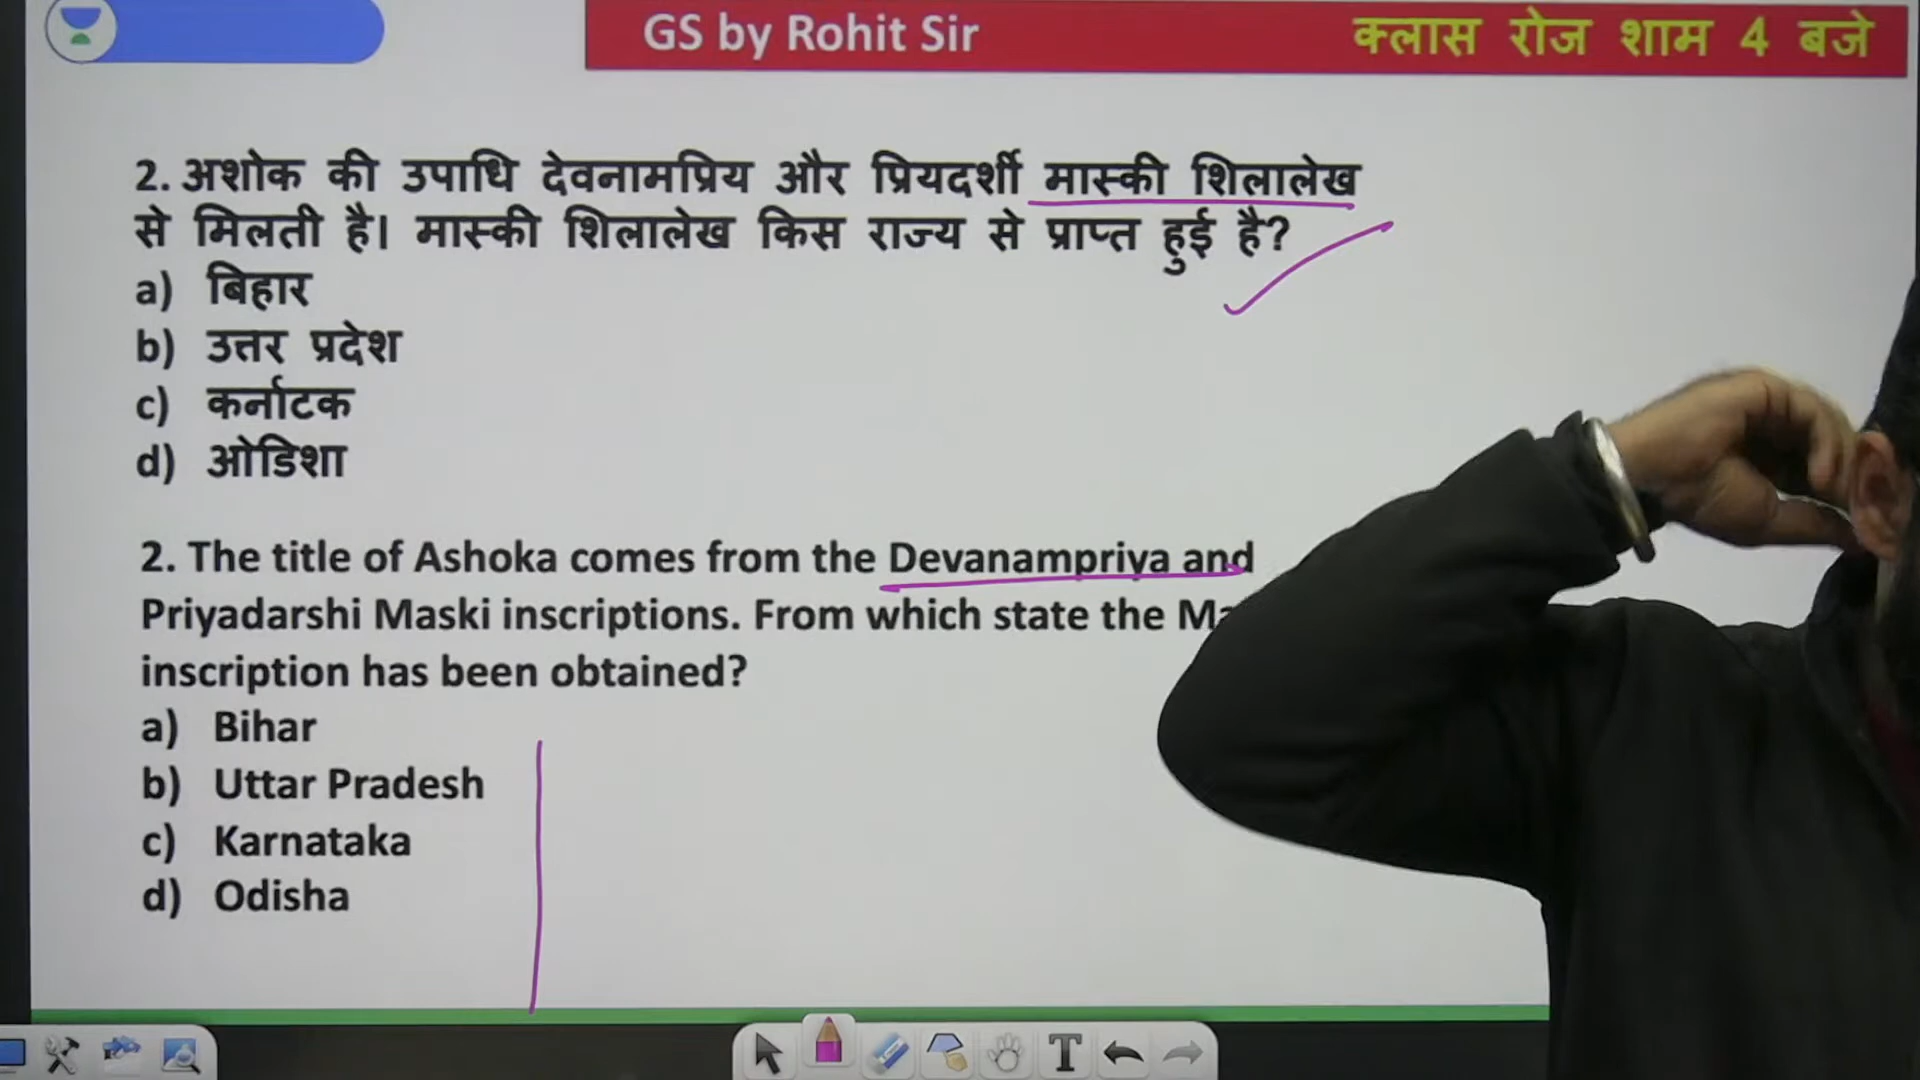 GS by Rohit Sir
क्लास रोज शाम 4 बजे
2. अशोक की उपाधि देवनामप्रिय और प्रियदर्शी मास्की शिलालेख
से मिलती है। मास्की शिलालेख किस राज्य से प्राप्त हुई है?
a) बिहार
b) उत्तर प्रदेश
c) कर्नाटक
d) ओडिशा
2. The title of Ashoka comes from the Devanampriya and
Priyadarshi Maski inscriptions. From which state the
inscription has been obtained?
a) Bihar
b) Uttar Pradesh
c) Karnataka
d) Odisha
T